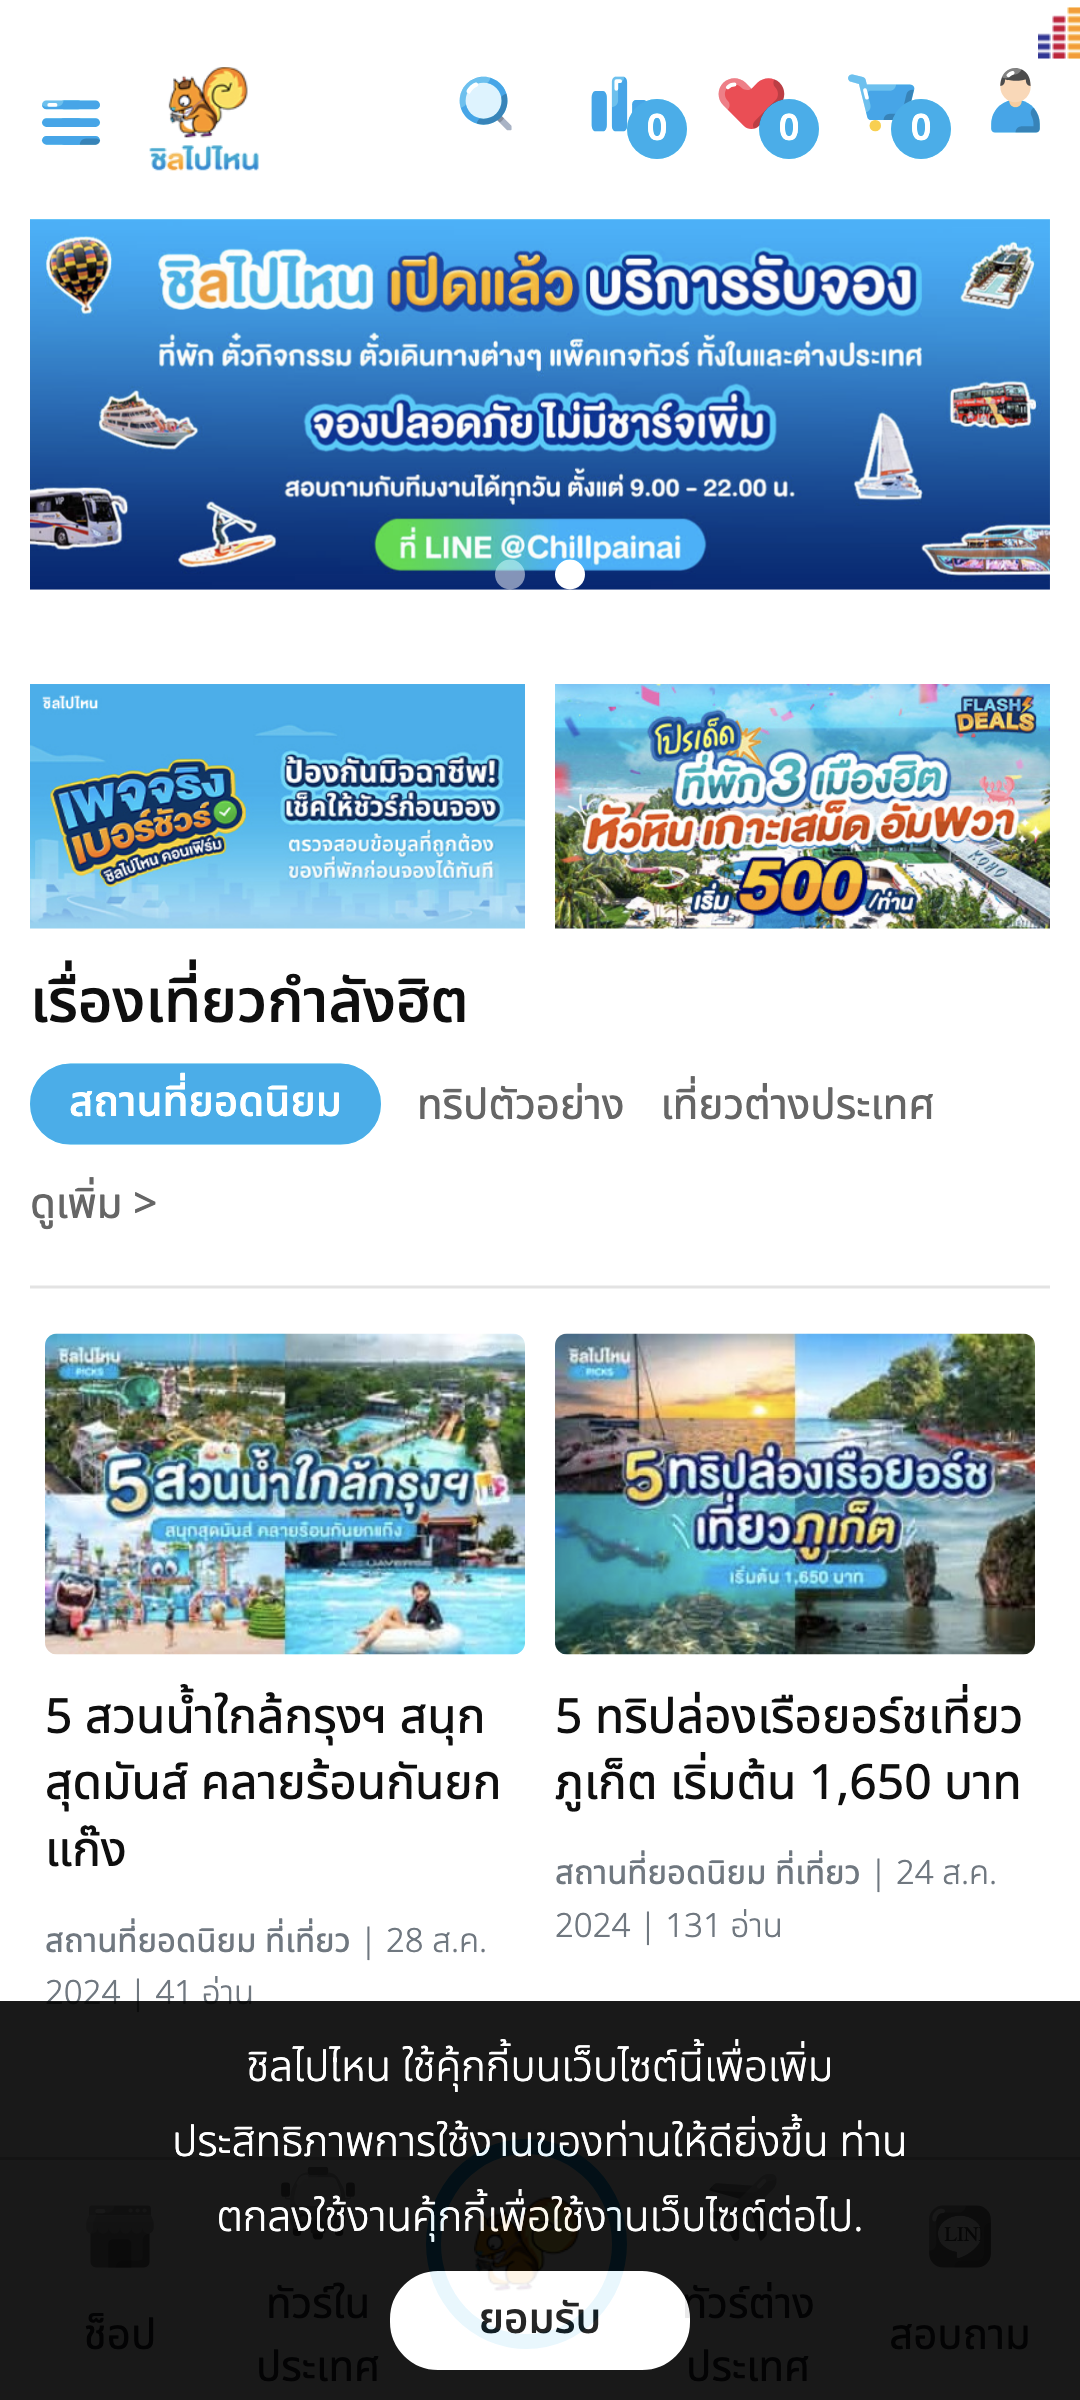 ชิลไปไหน
0
0
0
ชิลไปไหน เปิดแล้ว บริการรับจอง
ที่พัก ตั๋วกิจกรรม ตั๋วเดินทางต่างๆ แพ็คเกจทัวร์ ทั้งในและต่างประเทศ
จองปลอดภัย ไม่มีชาร์จเพิ่ม
สอบถามกับทีมงานได้ทุกวัน ตั้งแต่ 9.00 - 22.00 น.
ที่ LINE @Chillpainai
ชิลไปไหน
เพจจริง
เบอร์ชัวร์
ชิลไปไหน คอนเฟิร์ม
ป้องกันมิจฉาชีพ!
เช็คให้ชัวร์ก่อนจอง
ตรวจสอบข้อมูลที่ถูกต้อง
ของที่พักก่อนจองได้ทันที
FLASH
DEALS
โปรเด็ด
ที่พัก 3 เมืองฮิต
หัวหิน เกาะเสม็ด อัมพวา
เริ่ม 500 /ท่าน
เรื่องเที่ยวกำลังฮิต
สถานที่ยอดนิยม ทริปตัวอย่าง เที่ยวต่างประเทศ
ดูเพิ่ม >
ชิลไปไหน
PICKS
5 สวนน้ำใกล้กรุงฯ
สนุกสุดมันส์ คลายร้อนกันยกแก๊ง
ชิลไปไหน
PICKS
5 ทริปล่องเรือยอร์ช
เที่ยวภูเก็ต
เริ่มต้น 1,650 บาท
5 สวนน้ำใกล้กรุงฯ สนุก
สุดมันส์ คลายร้อนกันยก
แก๊ง
สถานที่ยอดนิยม ที่เที่ยว | 28 ส.ค.
2024 | 41 อ่าน
5 ทริปล่องเรือยอร์ชเที่ยว
ภูเก็ต เริ่มต้น 1,650 บาท
สถานที่ยอดนิยม ที่เที่ยว | 24 ส.ค.
2024 | 131 อ่าน
ชิลไปไหน ใช้คุ้กกี้บนเว็บไซต์นี้เพื่อเพิ่ม
ประสิทธิภาพการใช้งานของท่านให้ดียิ่งขึ้น ท่าน
ตกลงใช้งานคุ้กกี้เพื่อใช้งานเว็บไซต์ต่อไป.
ยอมรับ
ช็อป
ทัวร์ใน
ประเทศ
ทัวร์ต่าง
ประเทศ
LIN
สอบถาม